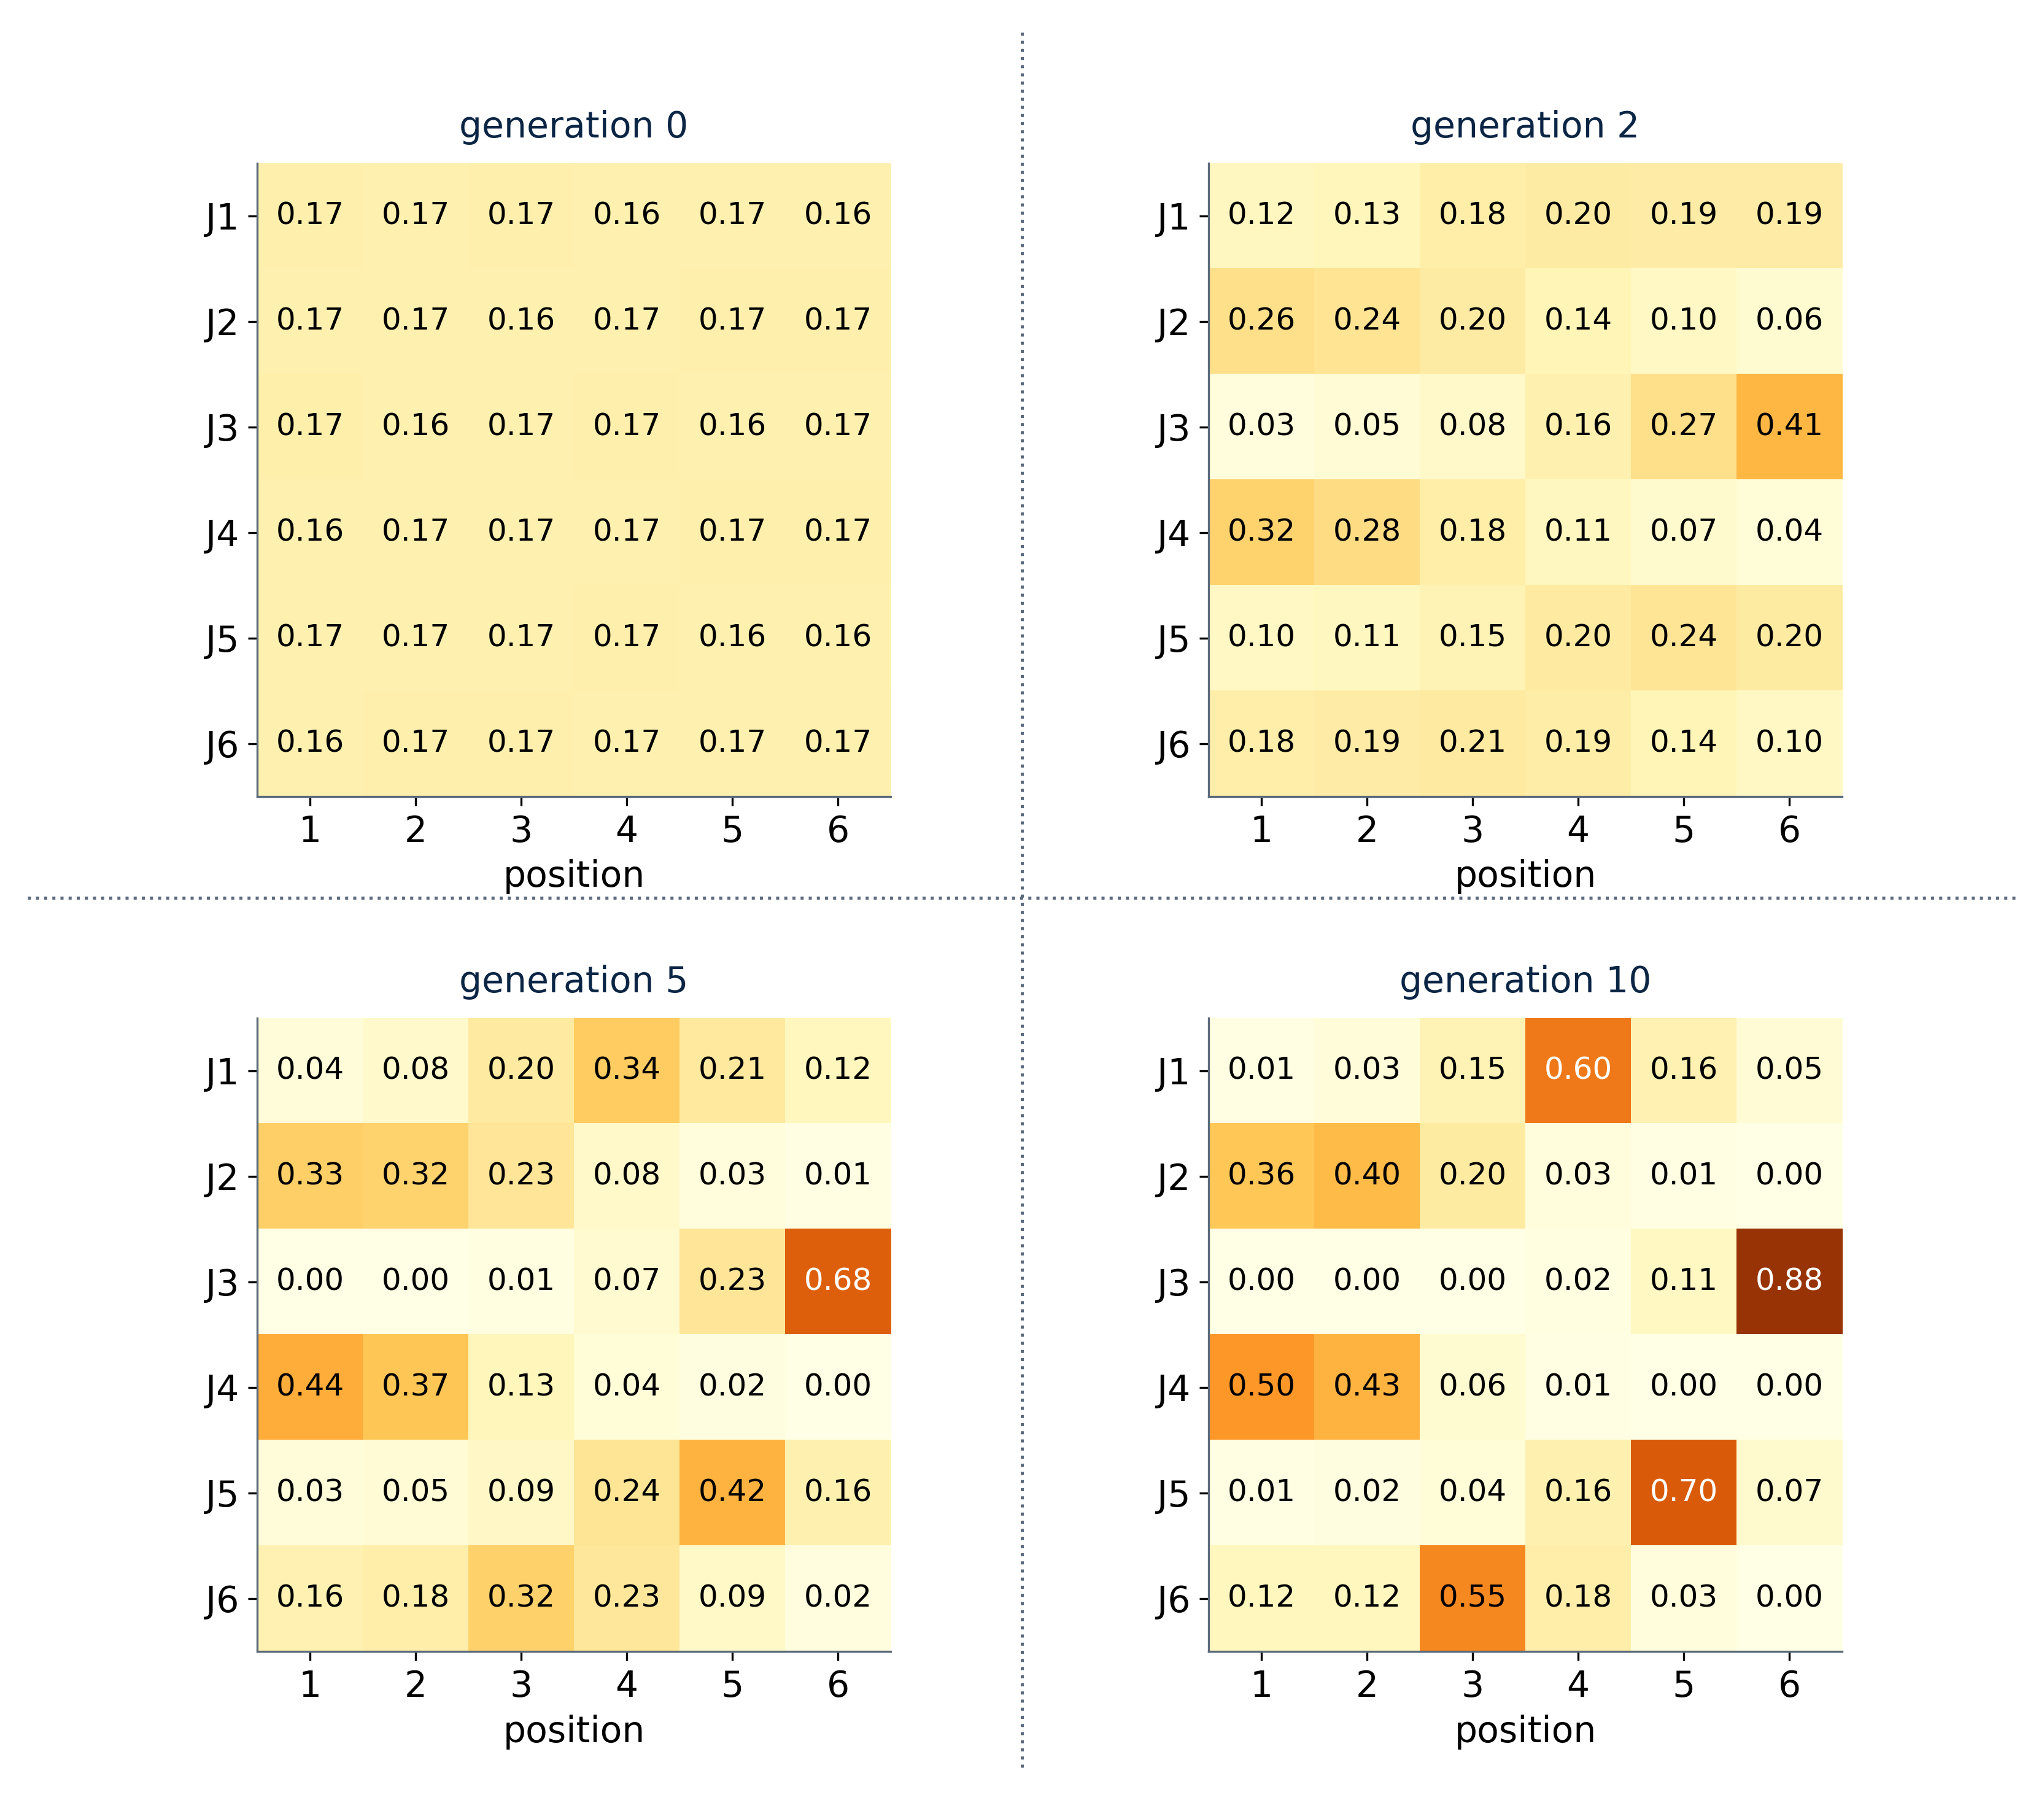 generation 0
J1 0.17 0.17 0.17 0.16 0.17 0.16
J2 0.17 0.17 0.16 0.17 0.17 0.17
J3 0.17 0.16 0.17 0.17 0.16 0.17
J4 0.16 0.17 0.17 0.17 0.17 0.17
J5 0.17 0.17 0.17 0.17 0.16 0.16
J6 0.16 0.17 0.17 0.17 0.17 0.17
1 2 3 4 5 6
position
generation 2
J1 0.12 0.13 0.18 0.20 0.19 0.19
J2 0.26 0.24 0.20 0.14 0.10 0.06
J3 0.03 0.05 0.08 0.16 0.27 0.41
J4 0.32 0.28 0.18 0.11 0.07 0.04
J5 0.10 0.11 0.15 0.20 0.24 0.20
J6 0.18 0.19 0.21 0.19 0.14 0.10
1 2 3 4 5 6
position
generation 5
J1 0.04 0.08 0.20 0.34 0.21 0.12
J2 0.33 0.32 0.23 0.08 0.03 0.01
J3 0.00 0.00 0.01 0.07 0.23 0.68
J4 0.44 0.37 0.13 0.04 0.02 0.00
J5 0.03 0.05 0.09 0.24 0.42 0.16
J6 0.16 0.18 0.32 0.23 0.09 0.02
1 2 3 4 5 6
position
generation 10
J1 0.01 0.03 0.15 0.60 0.16 0.05
J2 0.36 0.40 0.20 0.03 0.01 0.00
J3 0.00 0.00 0.00 0.02 0.11 0.88
J4 0.50 0.43 0.06 0.01 0.00 0.00
J5 0.01 0.02 0.04 0.16 0.70 0.07
J6 0.12 0.12 0.55 0.18 0.03 0.00
1 2 3 4 5 6
position